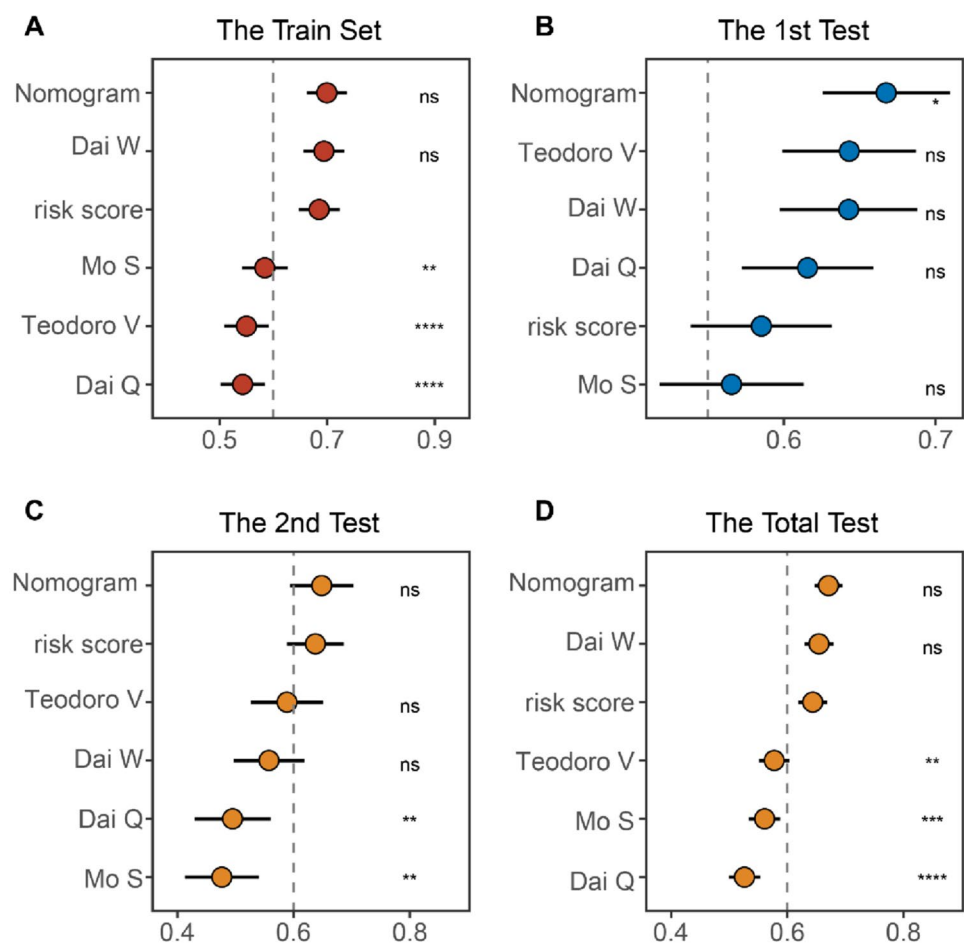 A The Train Set
Nomogram ns
Dai W ns
risk score
Mo S **
Teodoro V ****
Dai Q ****
0.5 0.7 0.9
B The 1st Test
Nomogram *
Teodoro V ns
Dai W ns
Dai Q ns
risk score
Mo S ns
0.6 0.7
C The 2nd Test
Nomogram ns
risk score
Teodoro V ns
Dai W ns
Dai Q **
Mo S **
0.4 0.6 0.8
D The Total Test
Nomogram ns
Dai W ns
risk score
Teodoro V **
Mo S ***
Dai Q ****
0.4 0.6 0.8